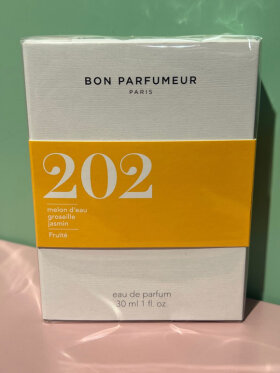 BON PARFUMEUR
PARIS
202
melon d'eau
groseille
jasmin
Fruité
eau de parfum
30 ml 1 fl. oz